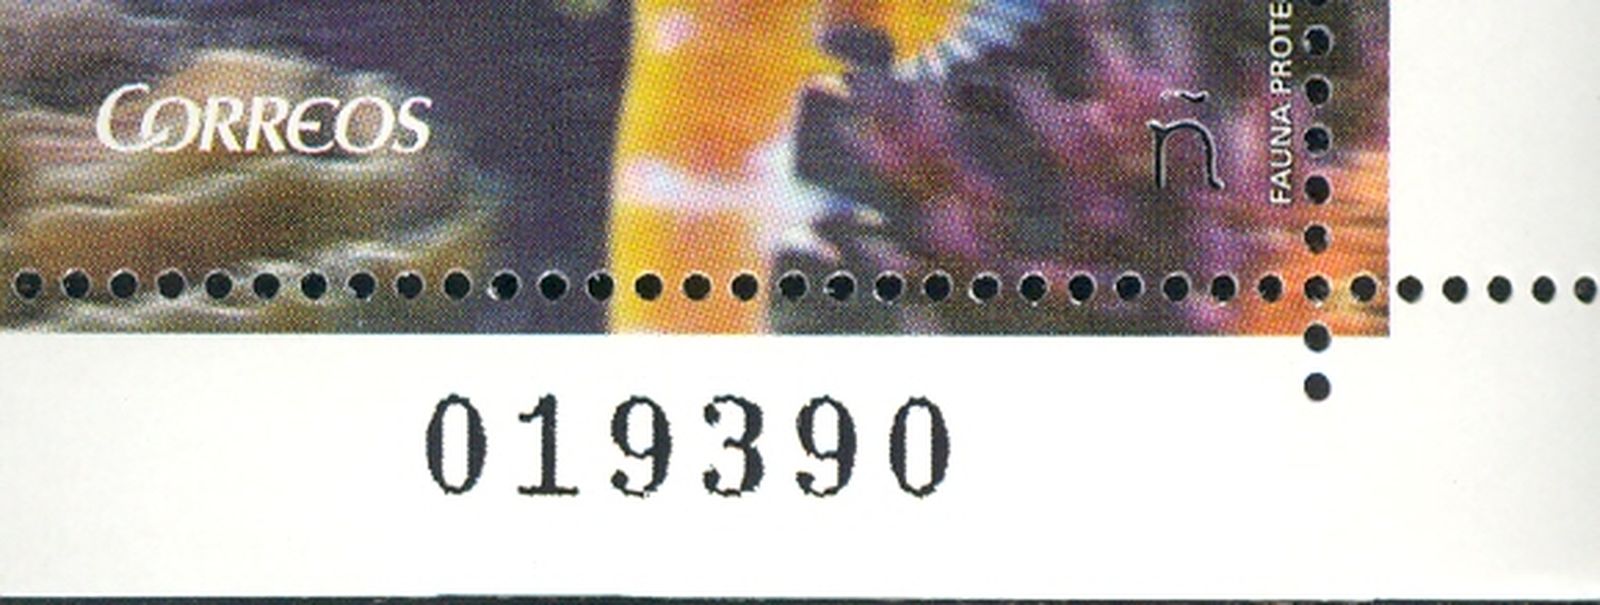 CORREOS
ñ
FAUNA PROTE
019390